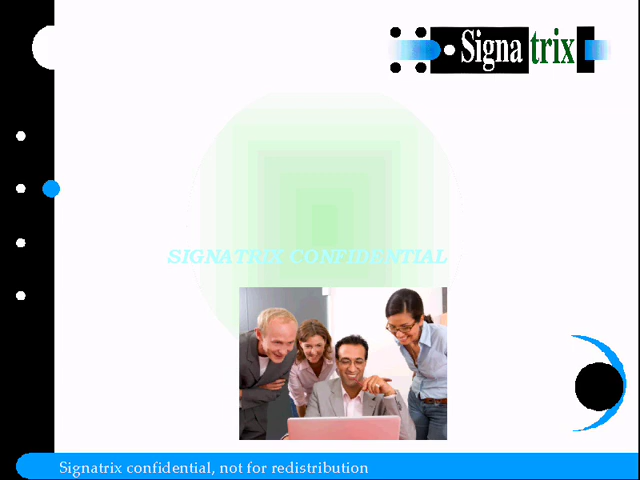 Signatrix
SIGNATRIX CONFIDENTIAL
Signatrix confidential, not for redistribution